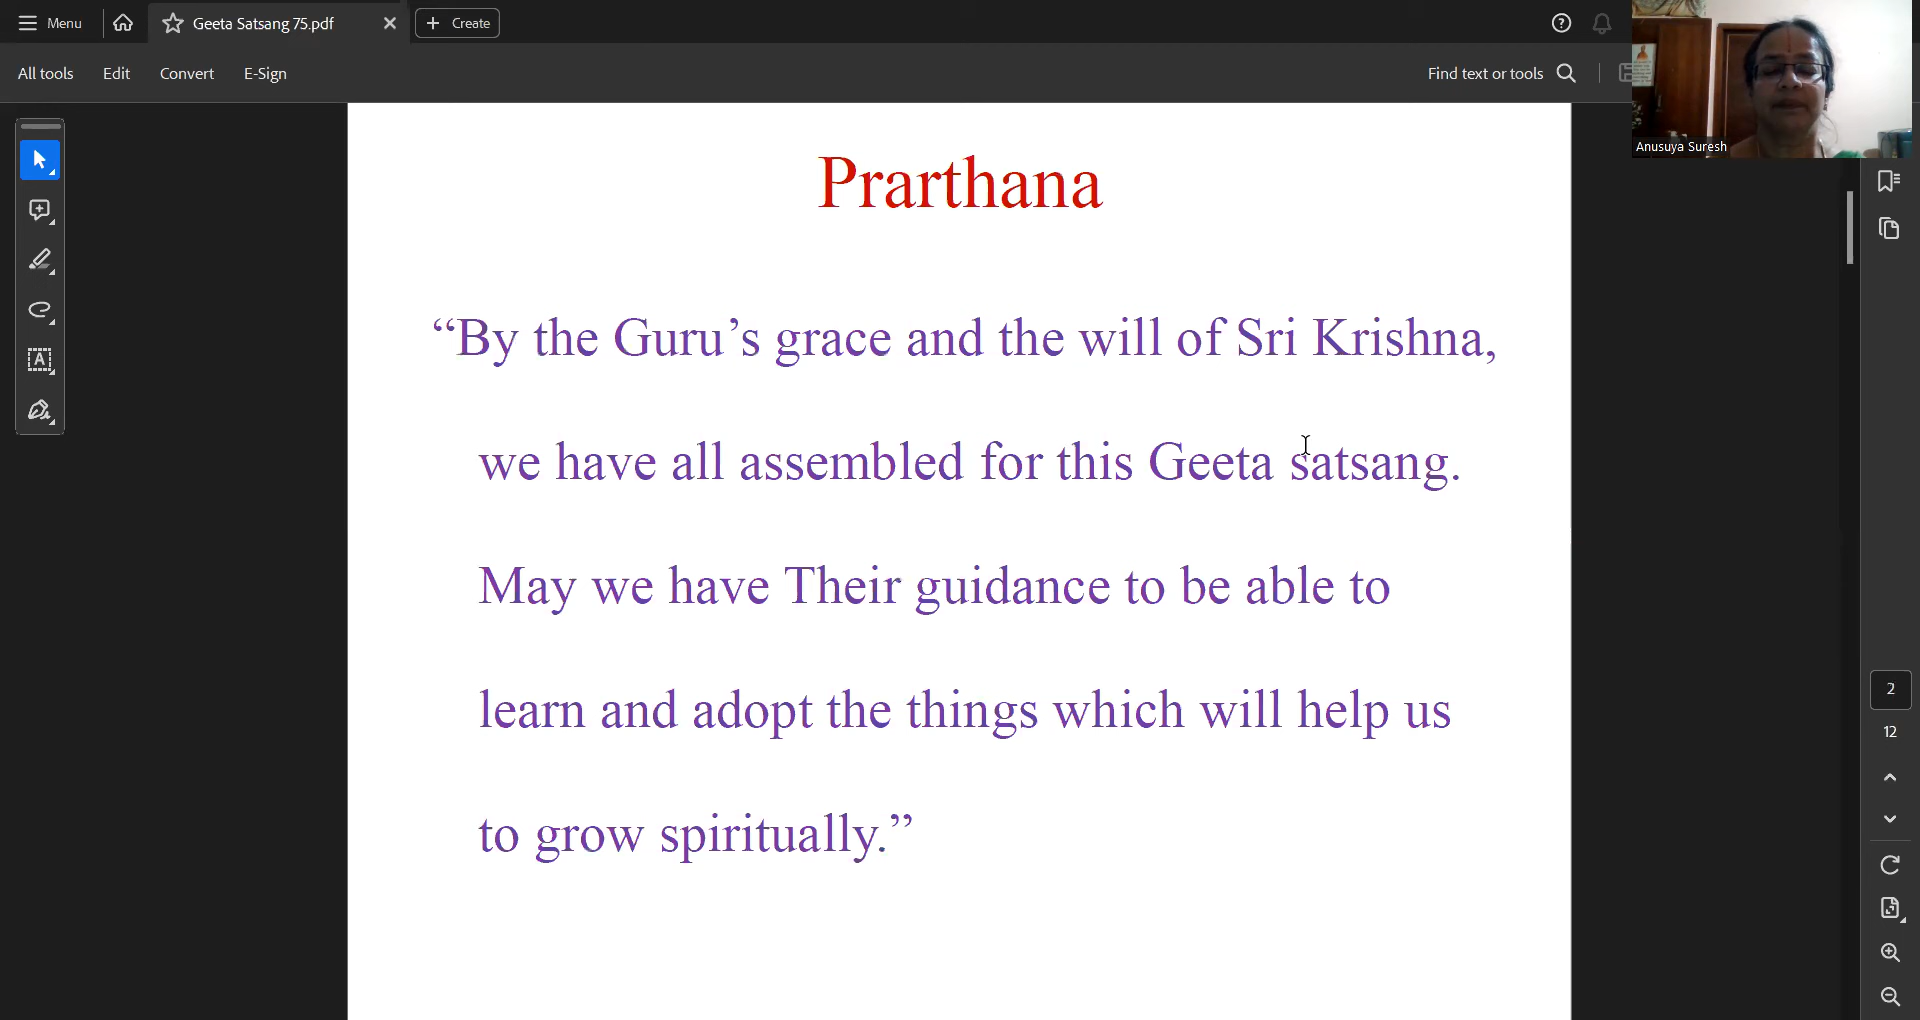 Menu
Geeta Satsang 75.pdf
Create
All tools
Edit
Convert
E-Sign
Find text or tools
Anusuya Suresh
Prarthana
“By the Guru’s grace and the will of Sri Krishna,
we have all assembled for this Geeta satsang.
May we have Their guidance to be able to
learn and adopt the things which will help us
to grow spiritually.”
2
12